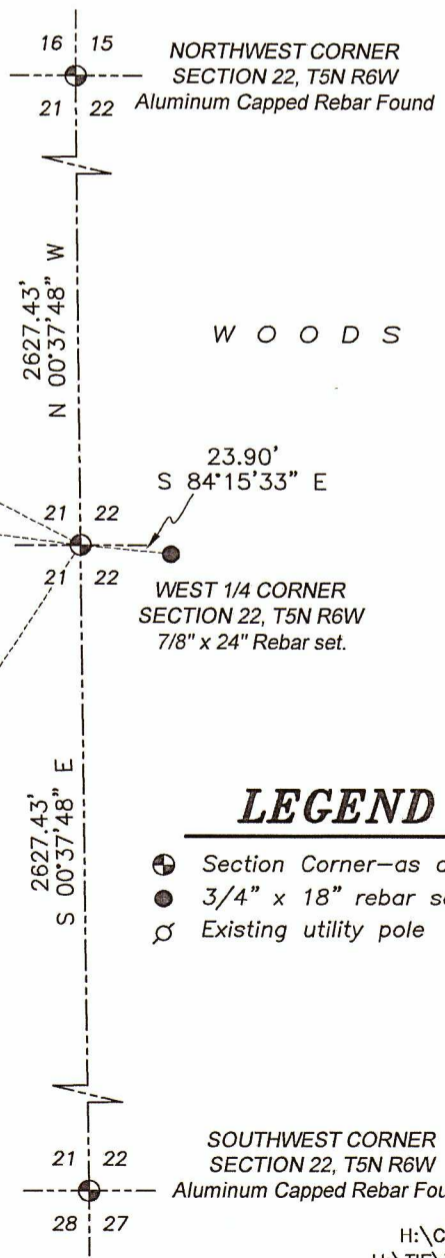 16 15
21 22
NORTHWEST CORNER
SECTION 22, T5N R6W
Aluminum Capped Rebar Found
2627.43'
N 00°37'48" W
W O O D S
23.90'
S 84°15'33" E
21 22
21 22
WEST 1/4 CORNER
SECTION 22, T5N R6W
7/8" x 24" Rebar set.
2627.43'
S 00°37'48" E
LEGEND
Section Corner-as
3/4" x 18" rebar
Existing utility pole
SOUTHWEST CORNER
SECTION 22, T5N R6W
Aluminum Capped Rebar
21 22
28 27